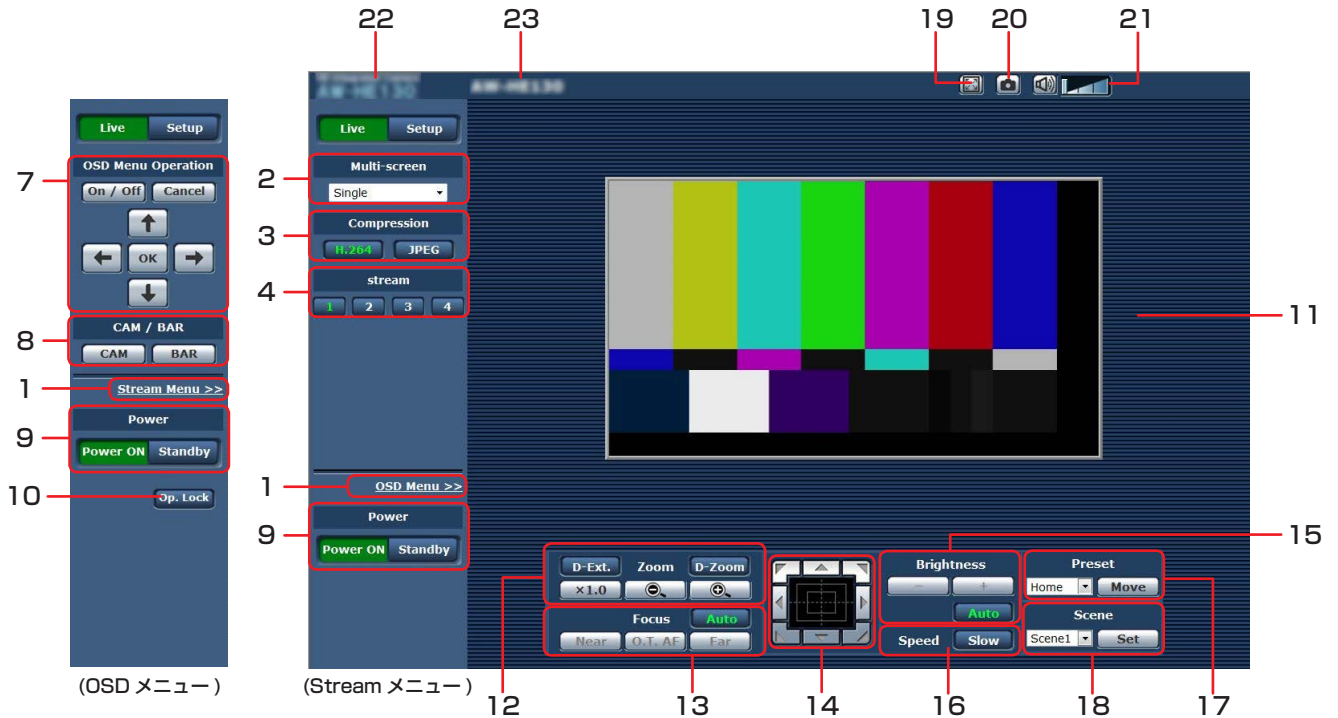 22
23
19
20
21
AW-HE130
AW-HE130
Live Setup
OSD Menu Operation
On / Off Cancel
OK
7
CAM / BAR
CAM BAR
8
Stream Menu >>
1
Power
Power ON Standby
9
Op. Lock
10
(OSD メニュー)
Live Setup
Multi-screen
Single
2
Compression
H.264 JPEG
3
stream
1 2 3 4
4
OSD Menu >>
1
Power
Power ON Standby
9
(Stream メニュー)
11
D-Ext. Zoom D-Zoom
×1.0
12
Focus Auto
Near O.T. AF Far
13
14
Brightness
- +
Auto
15
Speed Slow
16
Preset
Home Move
17
Scene
Scene1 Set
18